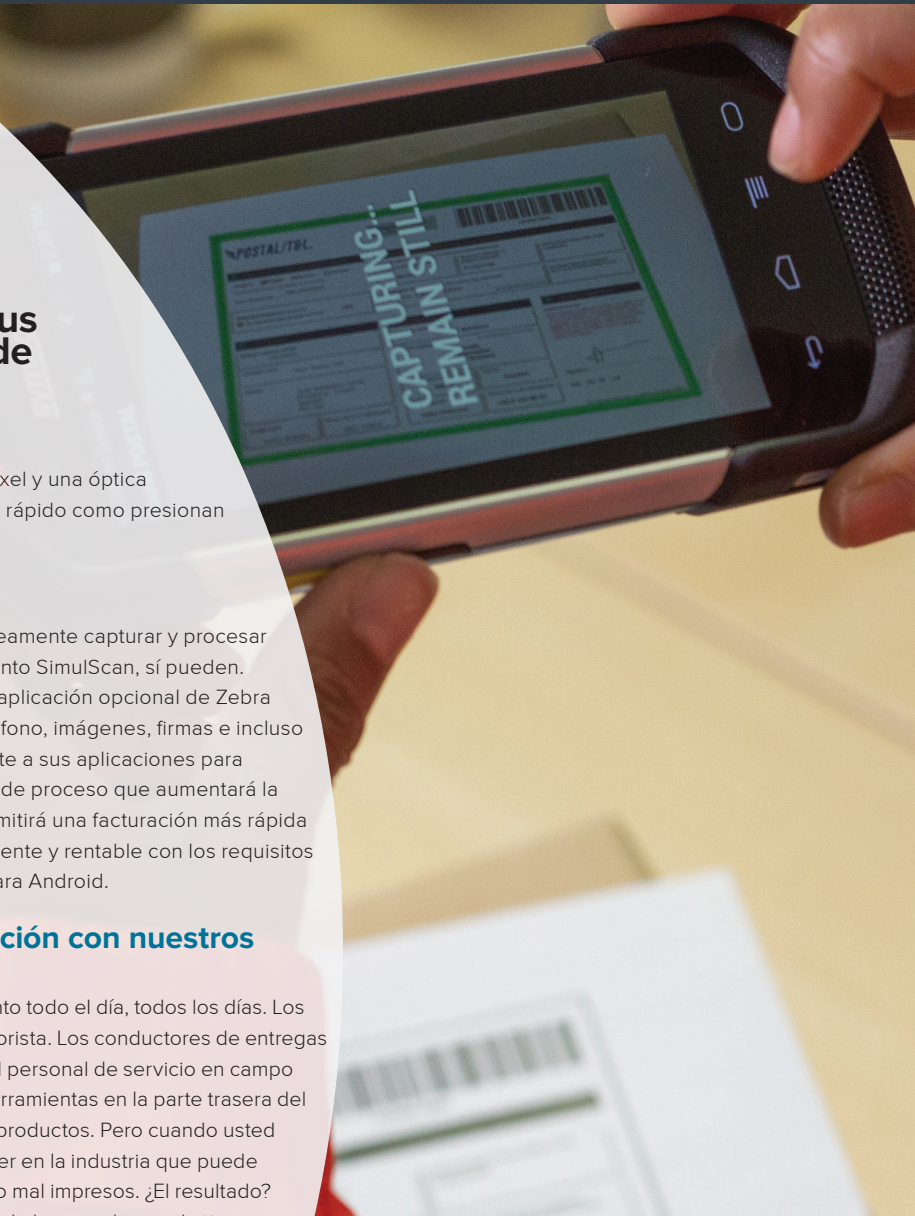 POSTAL/TBL.
CAPTURING...
REMAIN STILL
us
de
xel y una óptica
rápido como presionan
eamente capturar y procesar
nto SimulScan, sí pueden.
aplicación opcional de Zebra
fono, imágenes, firmas e incluso
te a sus aplicaciones para
de proceso que aumentará la
mitirá una facturación más rápida
ente y rentable con los requisitos
ara Android.
ción con nuestros
nto todo el día, todos los días. Los
orista. Los conductores de entregas
l personal de servicio en campo
rramientas en la parte trasera del
productos. Pero cuando usted
er en la industria que puede
o mal impresos. ¿El resultado?